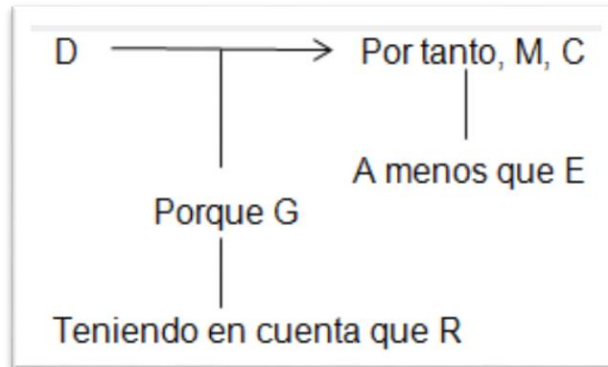 D Por tanto, M, C
A menos que E
Porque G
Teniendo en cuenta que R